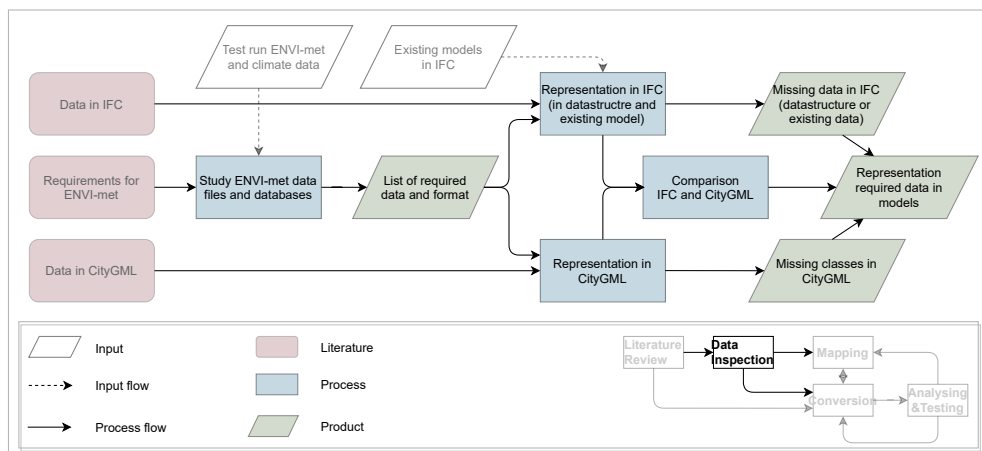 Test run ENVI-met
and climate data
Existing models
in IFC
Data in IFC
Representation in IFC
(in datastructre and
existing model)
Missing data in IFC
(datastructure or
existing data)
Requirements for
ENVI-met
Study ENVI-met data
files and databases
List of required
data and format
Comparison
IFC and CityGML
Representation
required data in
models
Data in CityGML
Representation in
CityGML
Missing classes in
CityGML
Input
Literature
Input flow
Process
Process flow
Product
Literature
Review
Data
Inspection
Mapping
Conversion
Analysing
&Testing